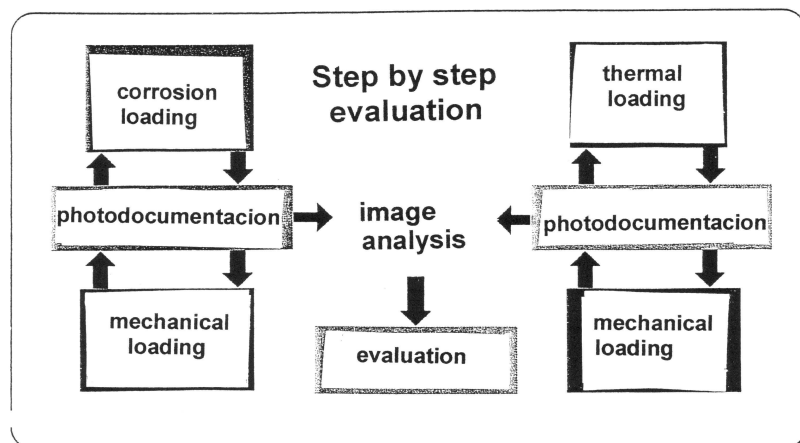 Step by step
evaluation
corrosion
loading
thermal
loading
photodocumentacion
image
analysis
photodocumentacion
mechanical
loading
evaluation
mechanical
loading